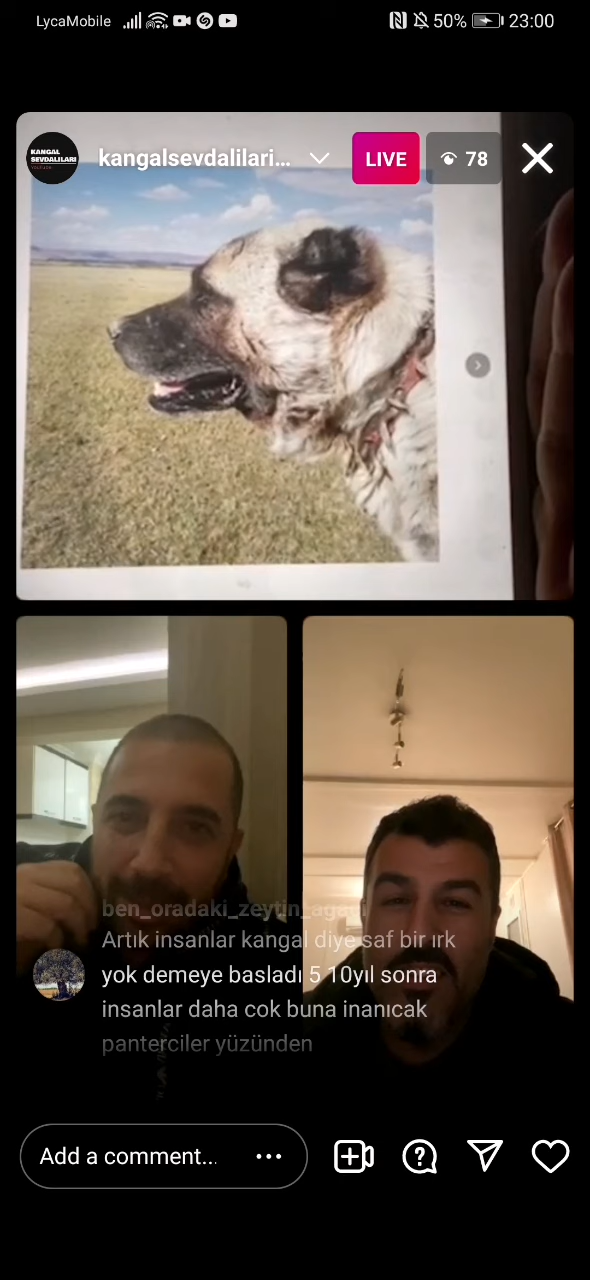 LycaMobile
50%
23:00
KANGAL
SEVDALILARI
kangalsevdalilari...
LIVE
78
ben_oradaki_zeytin_agaci
Artık insanlar kangal diye saf bir ırk
yok demeye basladı 5 10yıl sonra
insanlar daha cok buna inanıcak
panterciler yüzünden
Add a comment...